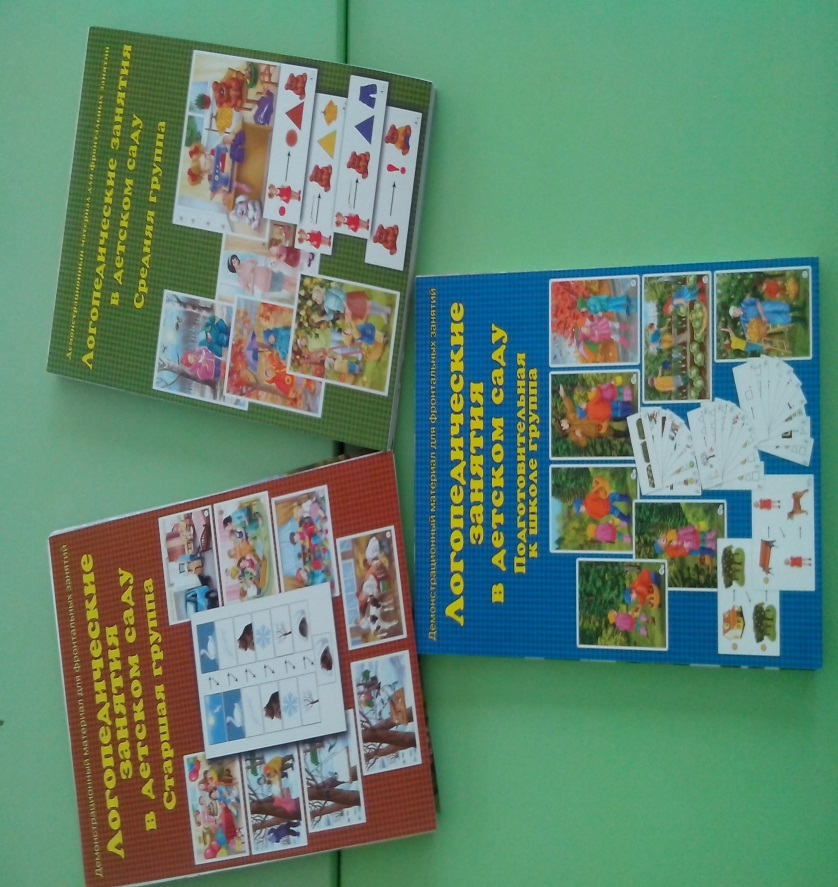 Демонстрационный материал для фронтальных занятий
Логопедические занятия
в детском саду
Средняя группа
Демонстрационный материал для фронтальных занятий
Логопедические
занятия
в детском саду
Старшая группа
Демонстрационный материал для фронтальных занятий
Логопедические
занятия
в детском саду
Подготовительная
к школе группа